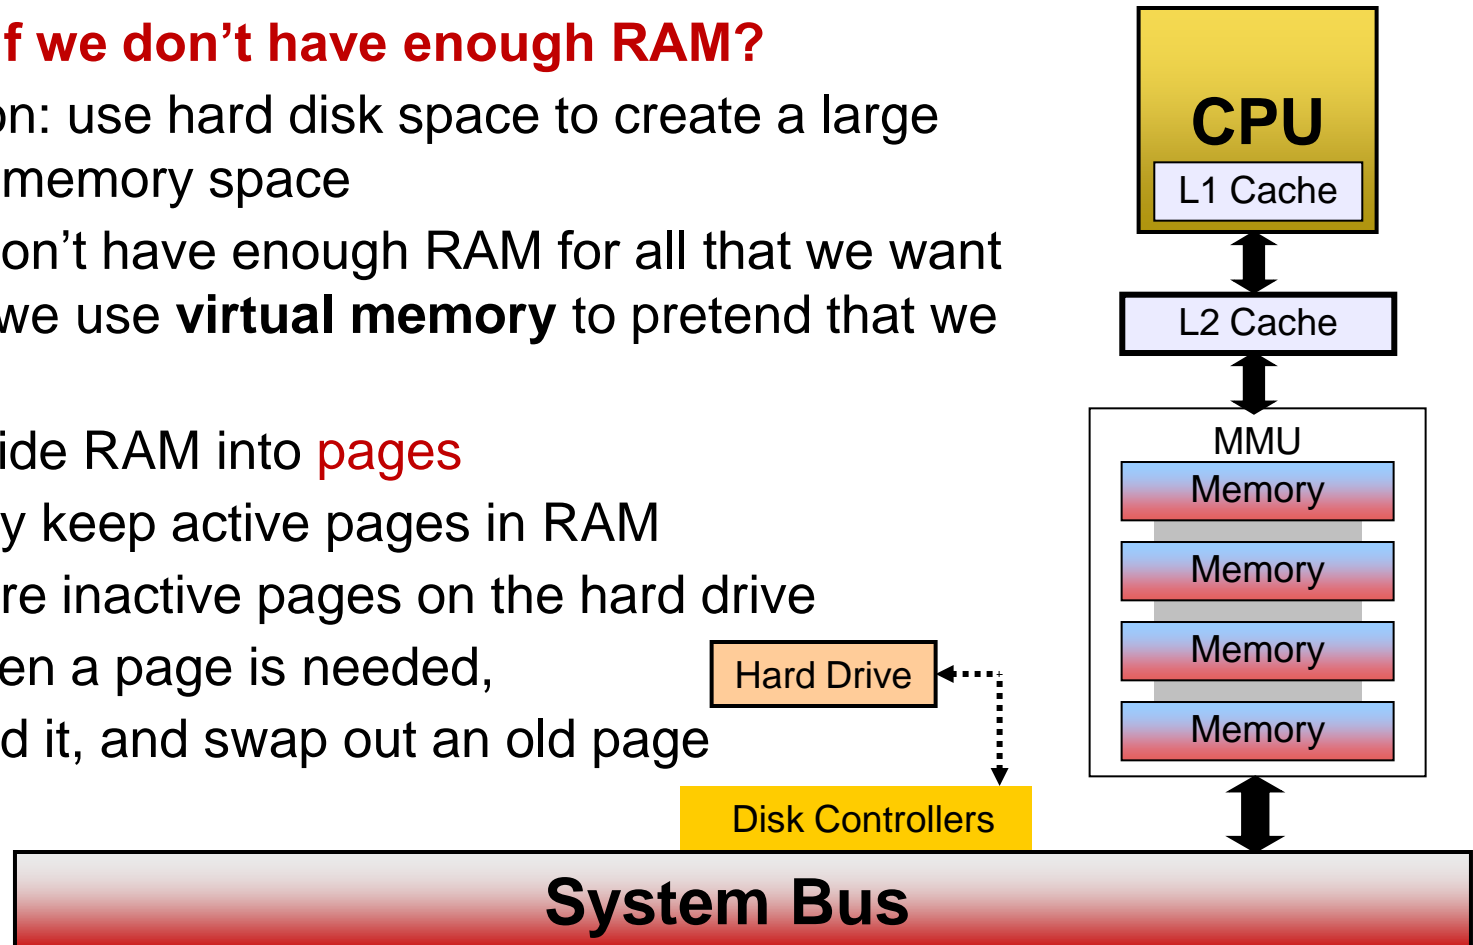 f we don’t have enough RAM?
on: use hard disk space to create a large
memory space
on’t have enough RAM for all that we want
we use virtual memory to pretend that we
ide RAM into pages
y keep active pages in RAM
re inactive pages on the hard drive
en a page is needed,
d it, and swap out an old page
CPU
L1 Cache
L2 Cache
MMU
Memory
Memory
Memory
Memory
Hard Drive
Disk Controllers
System Bus